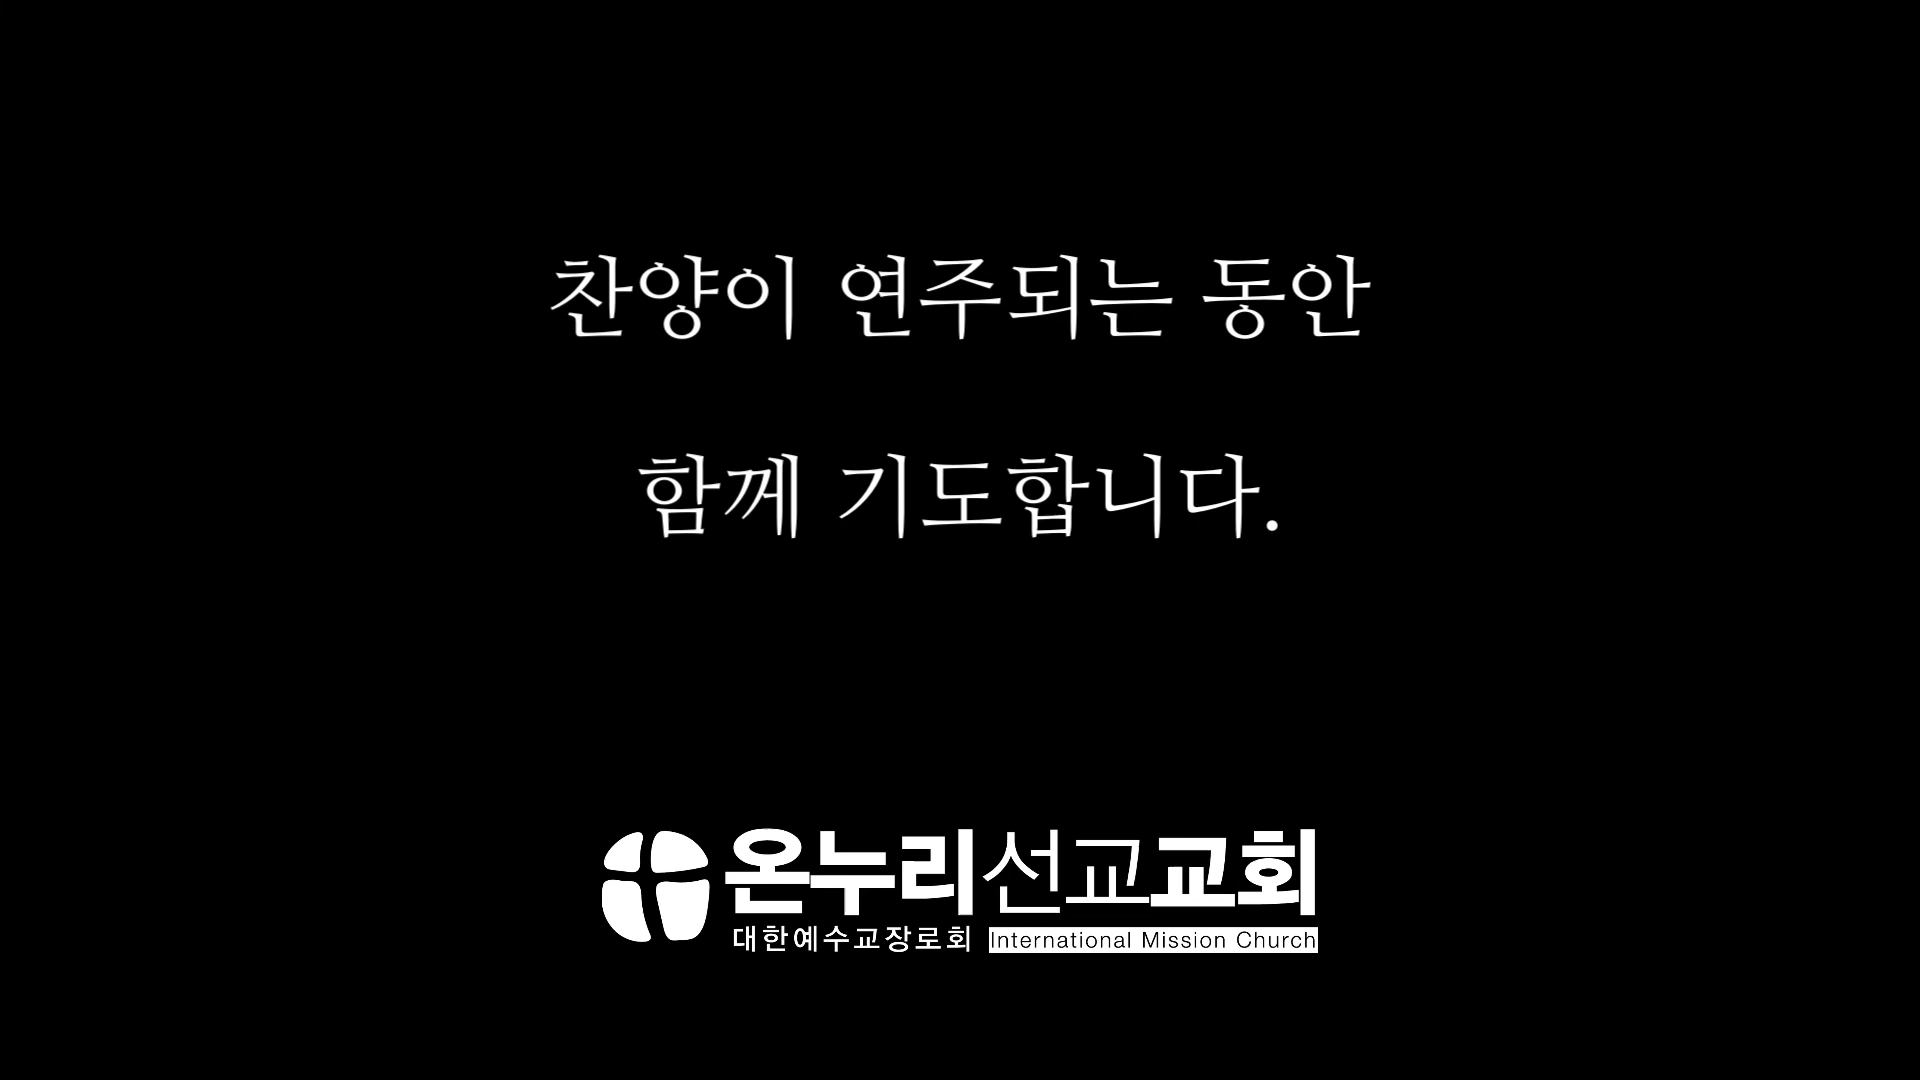 찬양이 연주되는 동안
함께 기도합니다.
온누리선교교회
대한예수교장로회 International Mission Church